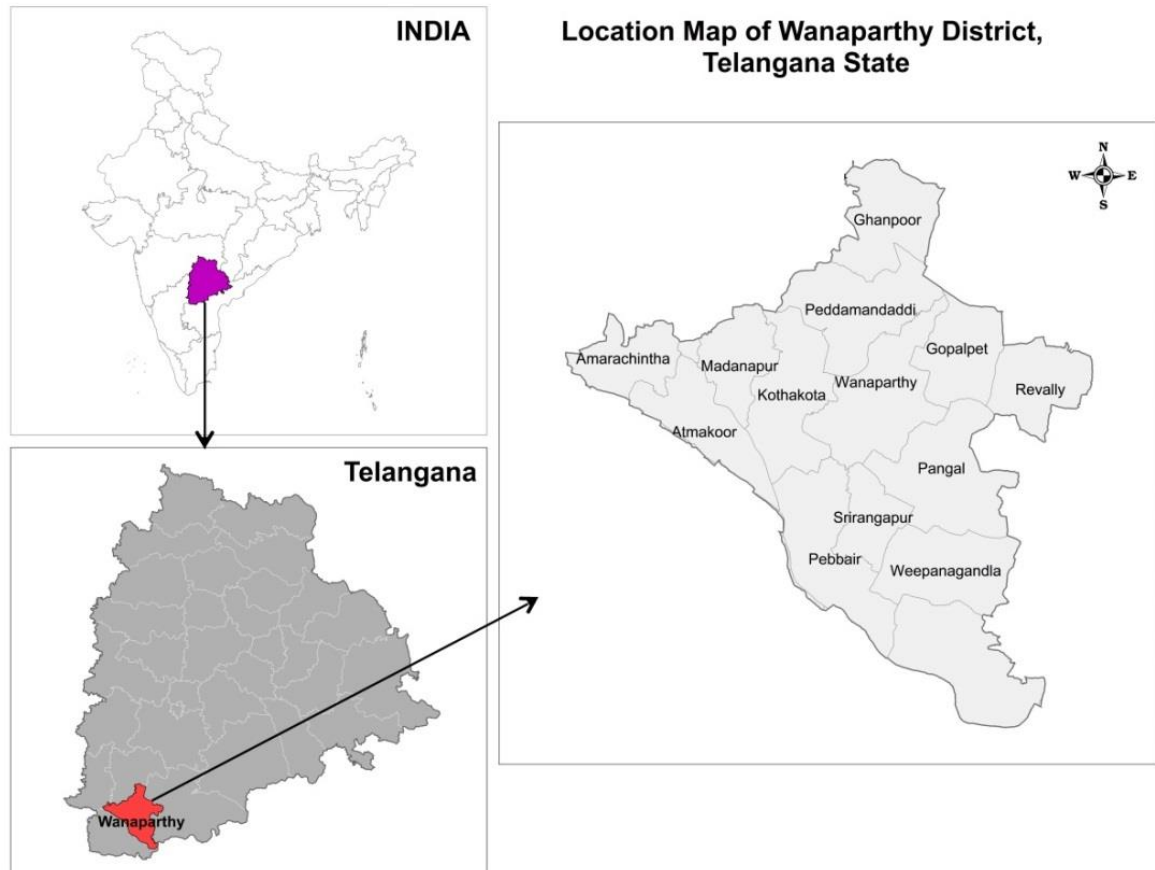 INDIA
Location Map of Wanaparthy District,
Telangana State
N
W E
S
Ghanpoor
Peddamandaddi
Gopalpet
Amarachintha
Madanapur
Kothakota
Wanaparthy
Revally
Atmakoor
Pangal
Srirangapur
Pebbair
Weepanagandla
Telangana
Wanaparthy